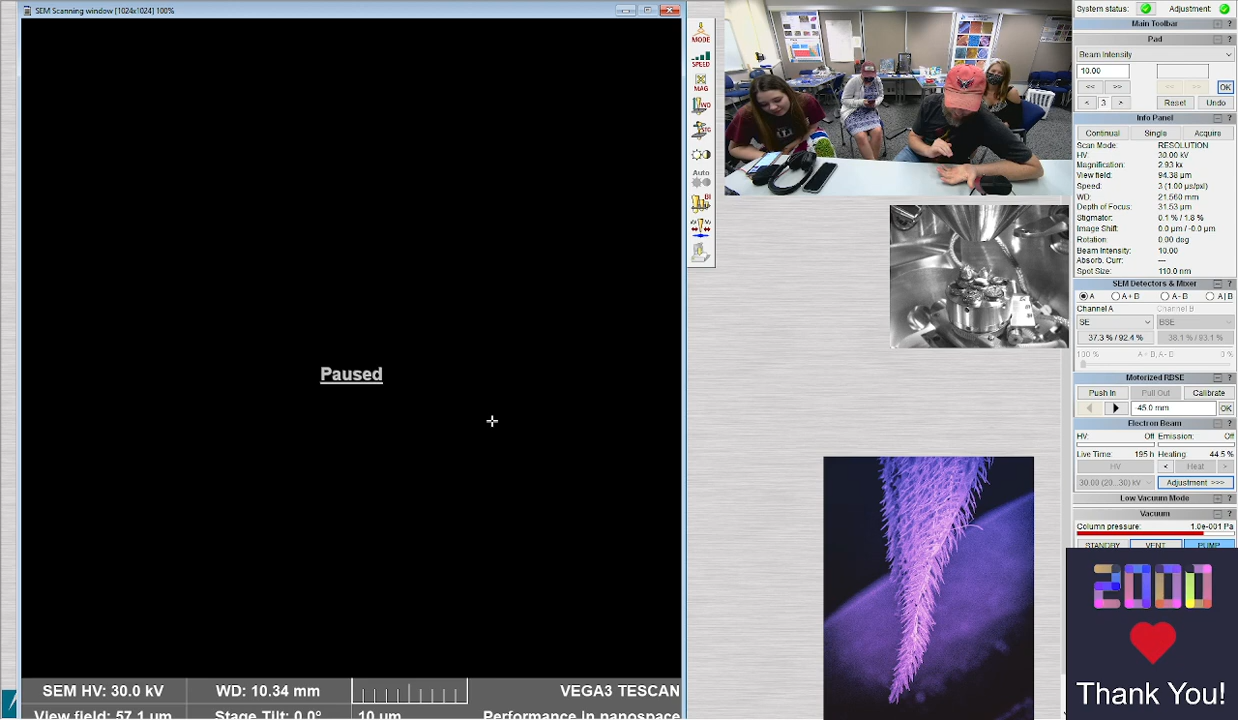 SEM Scanning window [1024x1024] 100%
Paused
SEM HV: 30.0 kV
WD: 10.34 mm
VEGA3 TESCAN
View field: 57.1 µm
Stage Tilt: 0.0°
10 µm
Performance in nanospace
MODE
SPEED
MAG
WD
STG
Auto
BI
System status:
Adjustment:
Main Toolbar
?
Pad
?
Beam Intensity
10.00
<< >>
<< >>
OK
< 3 >
Reset Undo
Info Panel
?
Continual Single Acquire
Scan Mode: RESOLUTION
HV: 30.00 kV
Magnification: 2.93 kx
View field: 94.38 µm
Speed: 3 (1.00 µs/pxl)
WD: 21.560 mm
Depth of Focus: 31.53 µm
Stigmator: 0.1 % / 1.8 %
Image Shift: 0.0 µm / -0.0 µm
Rotation: 0.00 deg
Beam Intensity: 10.00
Absorb. Curr: ---
Spot Size: 110.0 nm
SEM Detectors & Mixer
?
A A+B A-B A|B
Channel A Channel B
SE BSE
37.3 % / 92.4 % 38.1 % / 93.1 %
100 % A+B, A-B 0 %
Motorized RBSE
?
Push In Pull Out Calibrate
-45.0 mm OK
Electron Beam
?
HV: Off Emission: Off
Live Time: 195 h Heating: 44.5 %
HV < Heat >
30.00 (20...30) kV Adjustment >>>
Low Vacuum Mode
?
Vacuum
?
Column pressure: 1.0e-001 Pa
STANDBY VENT PUMP
2000
Thank You!